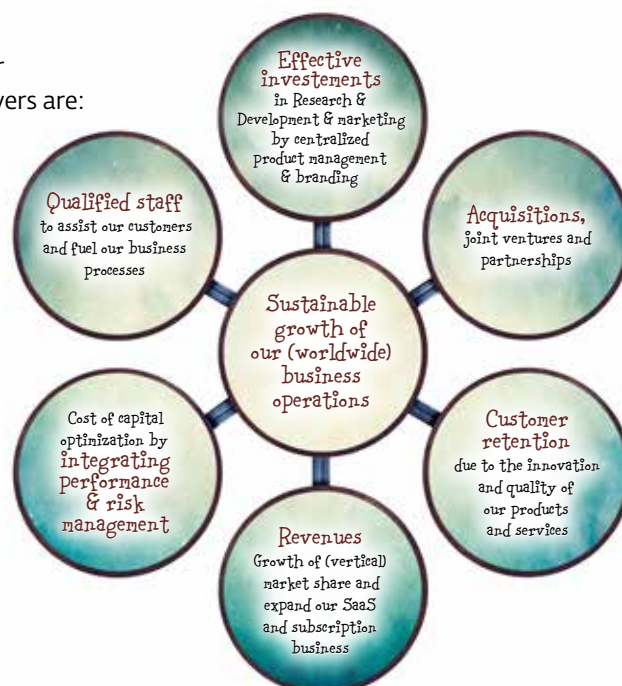 r
vers are:
Effective
investements
in Research &
Development & marketing
by centralized
product management
& branding
Qualified staff
to assist our customers
and fuel our business
processes
Acquisitions,
joint ventures and
partnerships
Sustainable
growth of
our (worldwide)
business
operations
Cost of capital
optimization by
integrating
performance
& risk
management
Customer
retention
due to the innovation
and quality of
our products
and services
Revenues
Growth of (vertical)
market share and
expand our SaaS
and subscription
business